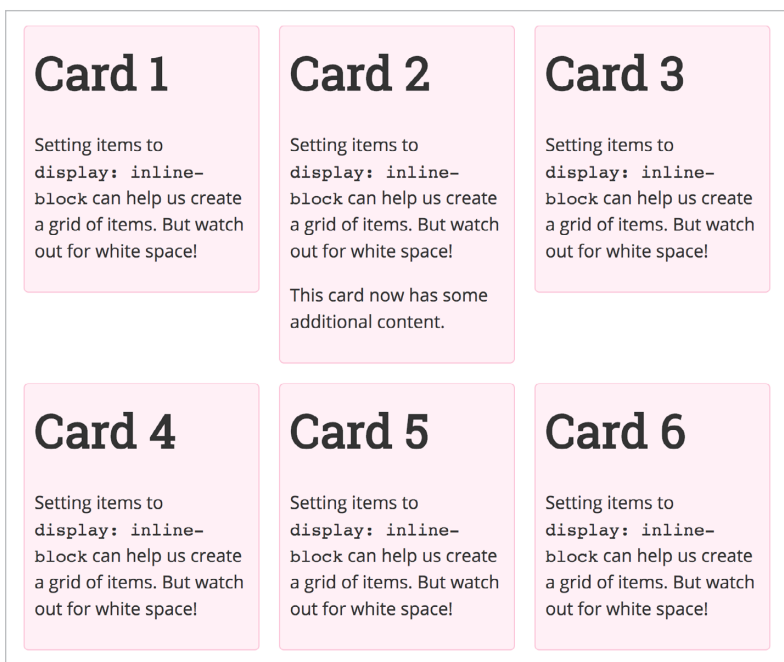 Card 1
Setting items to
display: inline-
block can help us create
a grid of items. But watch
out for white space!
Card 2
Setting items to
display: inline-
block can help us create
a grid of items. But watch
out for white space!
This card now has some
additional content.
Card 3
Setting items to
display: inline-
block can help us create
a grid of items. But watch
out for white space!
Card 4
Setting items to
display: inline-
block can help us create
a grid of items. But watch
out for white space!
Card 5
Setting items to
display: inline-
block can help us create
a grid of items. But watch
out for white space!
Card 6
Setting items to
display: inline-
block can help us create
a grid of items. But watch
out for white space!